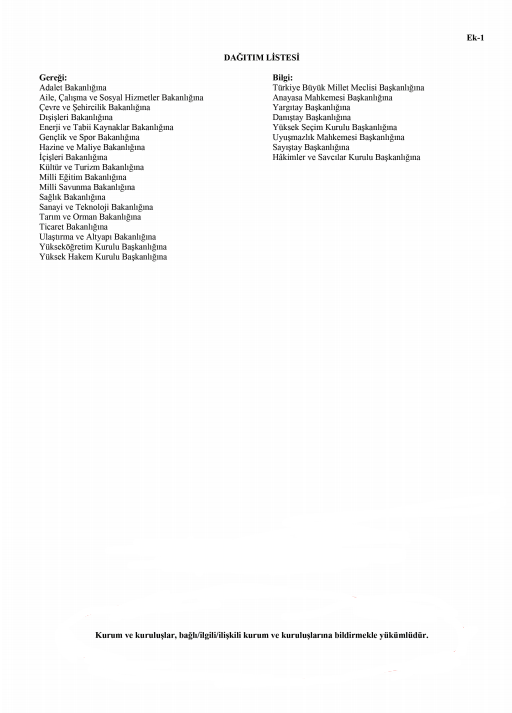 Ek-1
DAĞITIM LİSTESİ
Gereği:
Adalet Bakanlığına
Aile, Çalışma ve Sosyal Hizmetler Bakanlığına
Çevre ve Şehircilik Bakanlığına
Dışişleri Bakanlığına
Enerji ve Tabii Kaynaklar Bakanlığına
Gençlik ve Spor Bakanlığına
Hazine ve Maliye Bakanlığına
İçişleri Bakanlığına
Kültür ve Turizm Bakanlığına
Milli Eğitim Bakanlığına
Milli Savunma Bakanlığına
Sağlık Bakanlığına
Sanayi ve Teknoloji Bakanlığına
Tarım ve Orman Bakanlığına
Ticaret Bakanlığına
Ulaştırma ve Altyapı Bakanlığına
Yükseköğretim Kurulu Başkanlığına
Yüksek Hakem Kurulu Başkanlığına
Bilgi:
Türkiye Büyük Millet Meclisi Başkanlığına
Anayasa Mahkemesi Başkanlığına
Yargıtay Başkanlığına
Danıştay Başkanlığına
Yüksek Seçim Kurulu Başkanlığına
Uyuşmazlık Mahkemesi Başkanlığına
Sayıştay Başkanlığına
Hâkimler ve Savcılar Kurulu Başkanlığına
Kurum ve kuruluşlar, bağlı/ilgili/ilişkili kurum ve kuruluşlarına bildirmekle yükümlüdür.